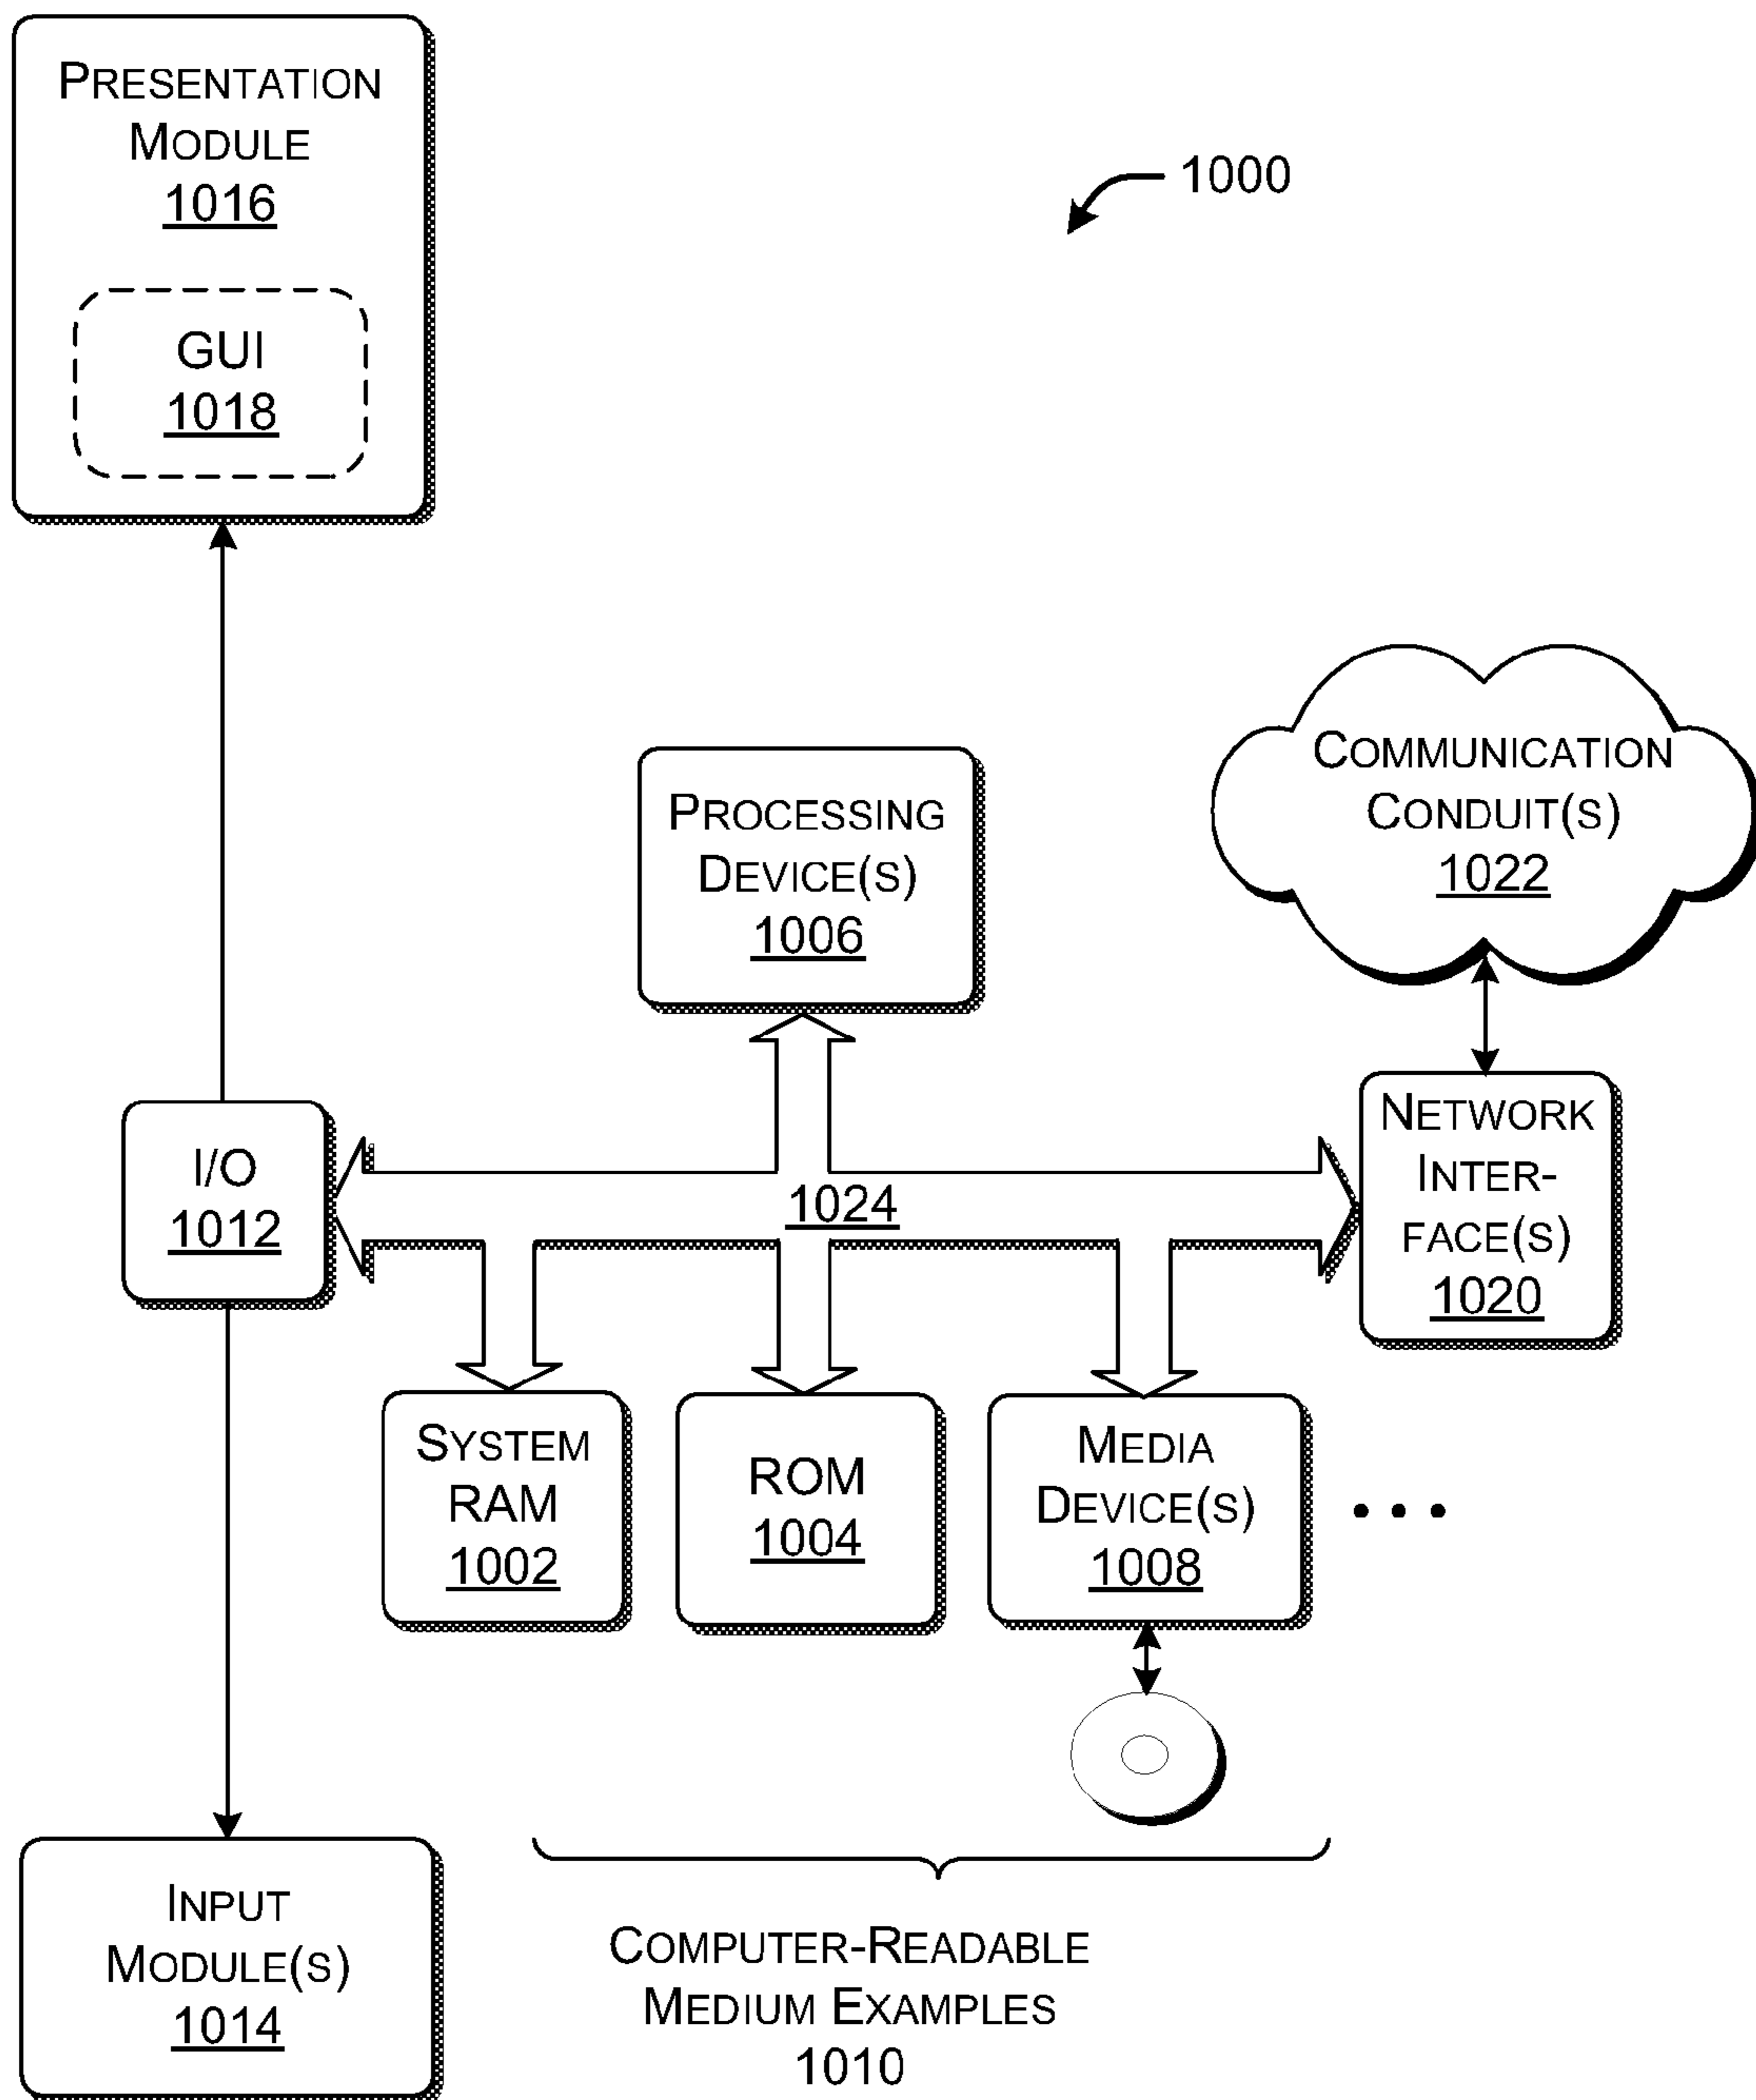 PRESENTATION
MODULE
1016
GUI
1018
1000
COMMUNICATION
CONDUIT(S)
1022
PROCESSING
DEVICE(S)
1006
I/O
1012
1024
NETWORK
INTER-
FACE(S)
1020
SYSTEM
RAM
1002
ROM
1004
MEDIA
DEVICE(S)
1008
• • •
INPUT
MODULE(S)
1014
COMPUTER-READABLE
MEDIUM EXAMPLES
1010